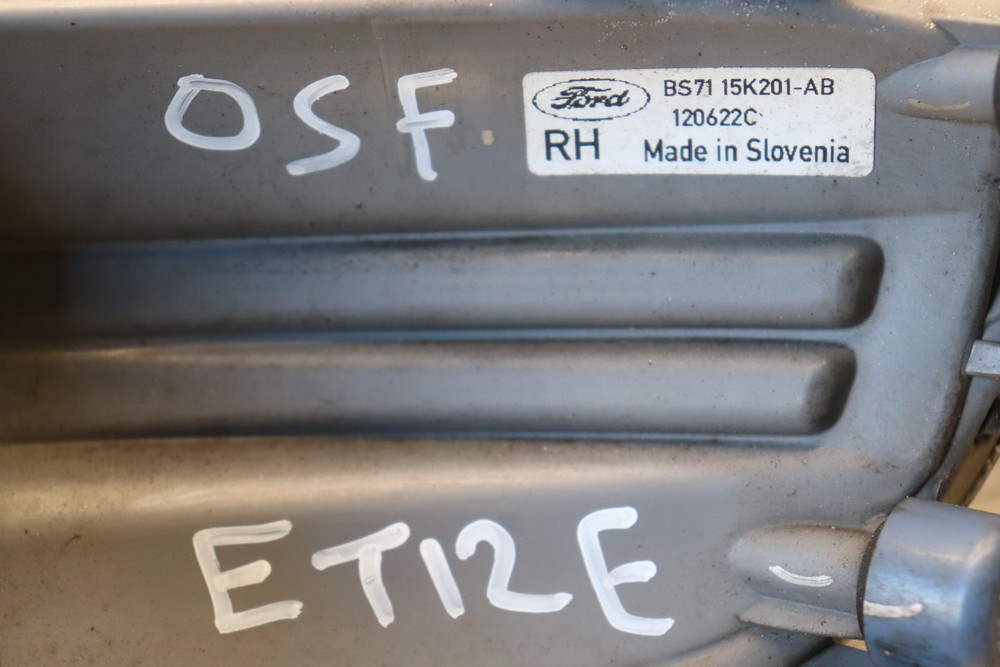 OSF
Ford
BS71 15K201-AB
120622C
RH
Made in Slovenia
ET12E